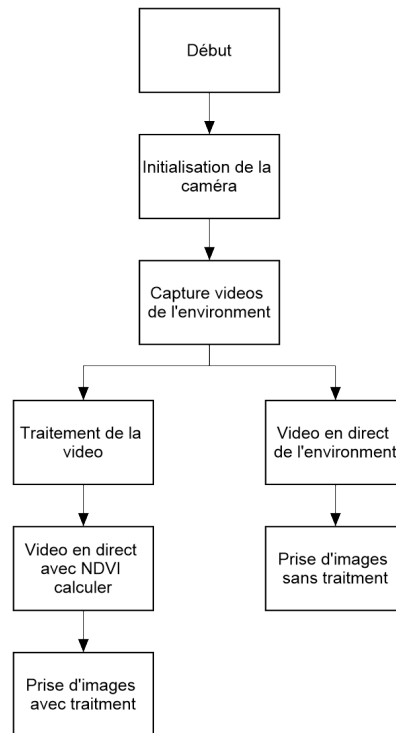 Début
Initialisation de la
caméra
Capture videos
de l'environment
Traitement de la
video
Video en direct
de l'environment
Video en direct
avec NDVI
calculer
Prise d'images
sans traitment
Prise d'images
avec traitment